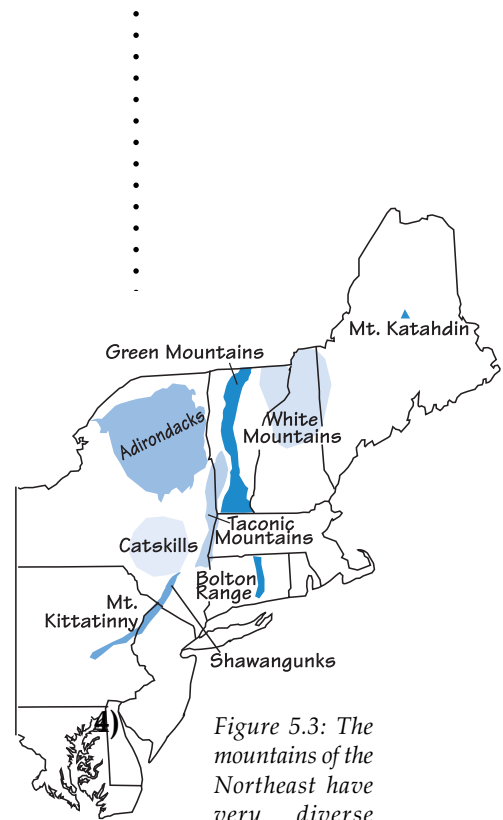 Mt. Katahdin
Green Mountains
Adirondacks
White
Mountains
Taconic
Mountains
Catskills
Bolton
Range
Mt.
Kittatinny
Shawangunks
4)
Figure 5.3: The
mountains of the
Northeast have
very diverse